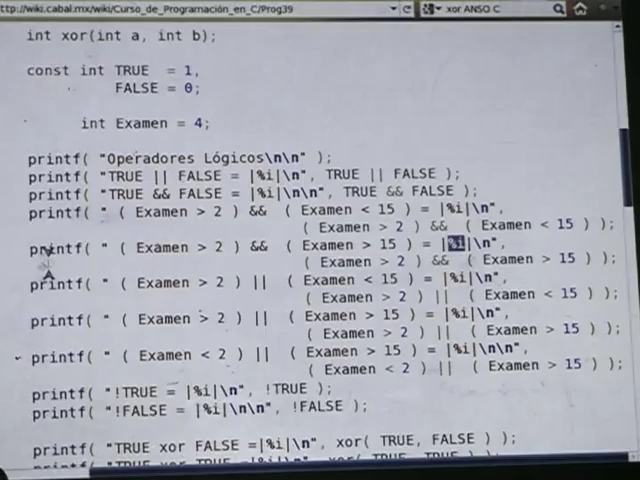 ttp://wiki.cabal.mx/wiki/Curso_de_Programación_en_C/Prog39
xor ANSO C
int xor(int a, int b);
const int TRUE = 1,
FALSE = 0;
int Examen = 4;
printf( "Operadores Lógicos\n\n" );
printf( "TRUE || FALSE = |%i|\n", TRUE || FALSE );
printf( "TRUE && FALSE = |%i|\n\n", TRUE && FALSE );
printf( " ( Examen > 2 ) && ( Examen < 15 ) = |%i|\n",
( Examen > 2 ) && ( Examen < 15 ) );
printf( " ( Examen > 2 ) && ( Examen > 15 ) = |%i|\n",
( Examen > 2 ) && ( Examen > 15 ) );
printf( " ( Examen > 2 ) || ( Examen < 15 ) = |%i|\n",
( Examen > 2 ) || ( Examen < 15 ) );
printf( " ( Examen > 2 ) || ( Examen > 15 ) = |%i|\n",
( Examen > 2 ) || ( Examen > 15 ) );
printf( " ( Examen < 2 ) || ( Examen > 15 ) = |%i|\n\n",
( Examen < 2 ) || ( Examen > 15 ) );
printf( "!TRUE = |%i|\n", !TRUE );
printf( "!FALSE = |%i|\n\n", !FALSE );
printf( "TRUE xor FALSE =|%i|\n", xor( TRUE, FALSE ) );